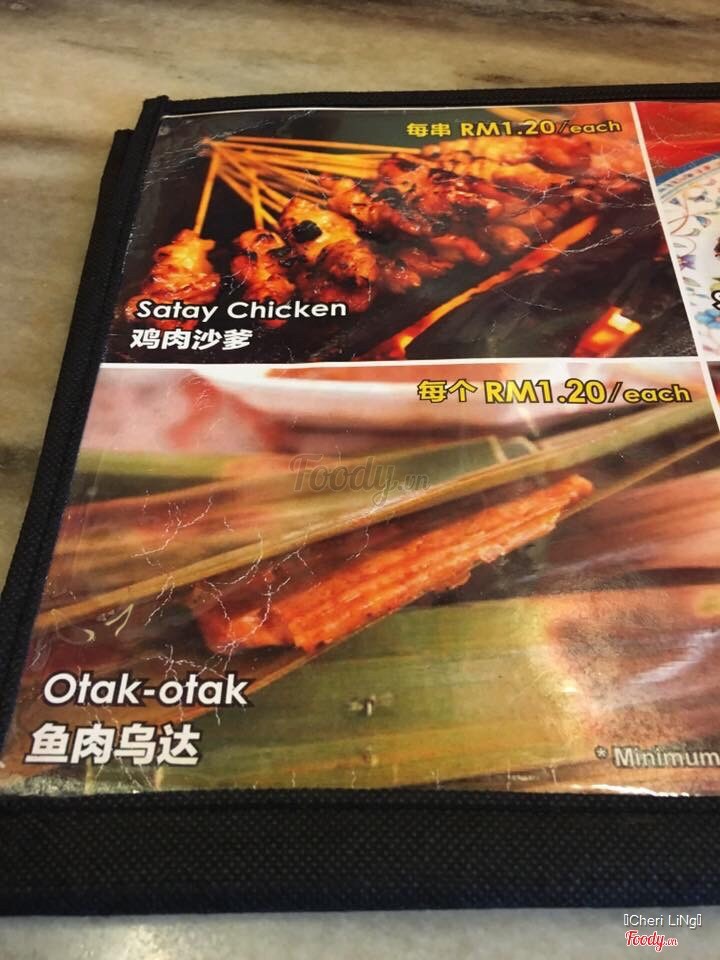 每串 RM1.20/each
Satay Chicken
鸡肉沙爹
每个 RM1.20/each
Foody.vn
Otak-otak
鱼肉乌达
* Minimum
Cheri LiNg
Foody.vn